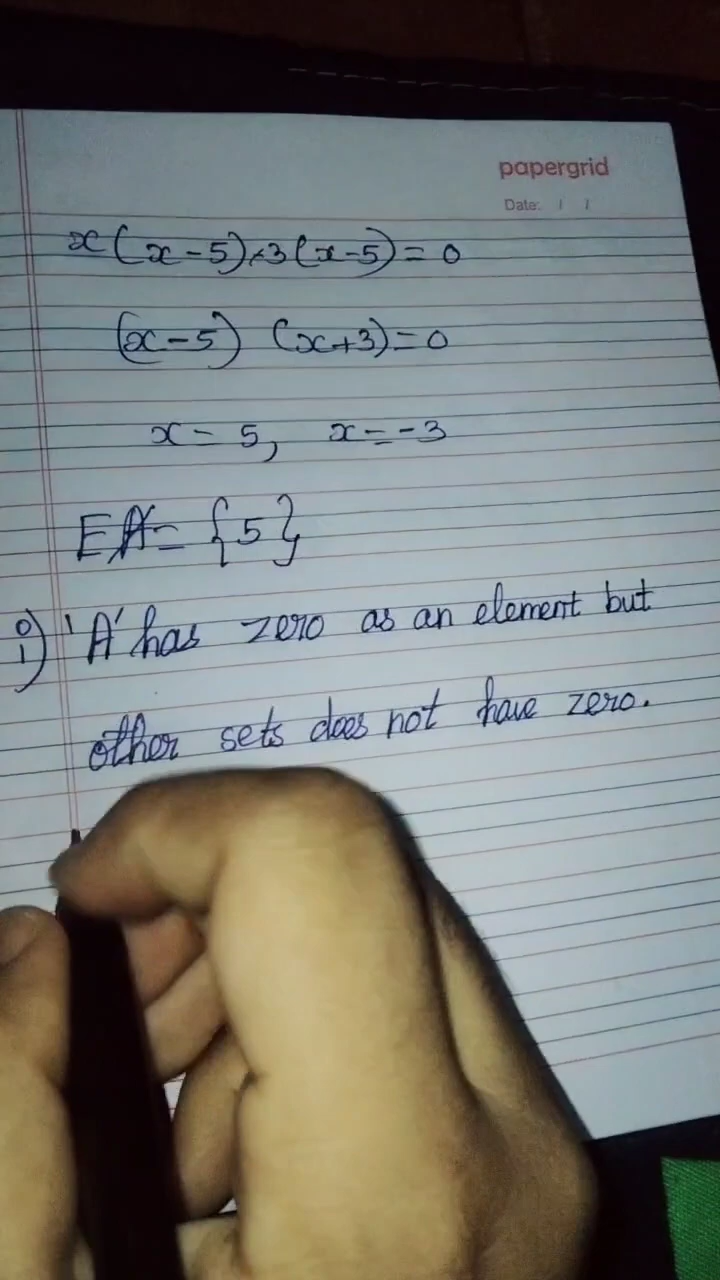 papergrid
Date: / /
x(x-5)+3(x-5)=0
(x-5) (x+3)=0
x = 5, x = -3
E = {5}
i) 'A' has zero as an element but
other sets does not have zero.